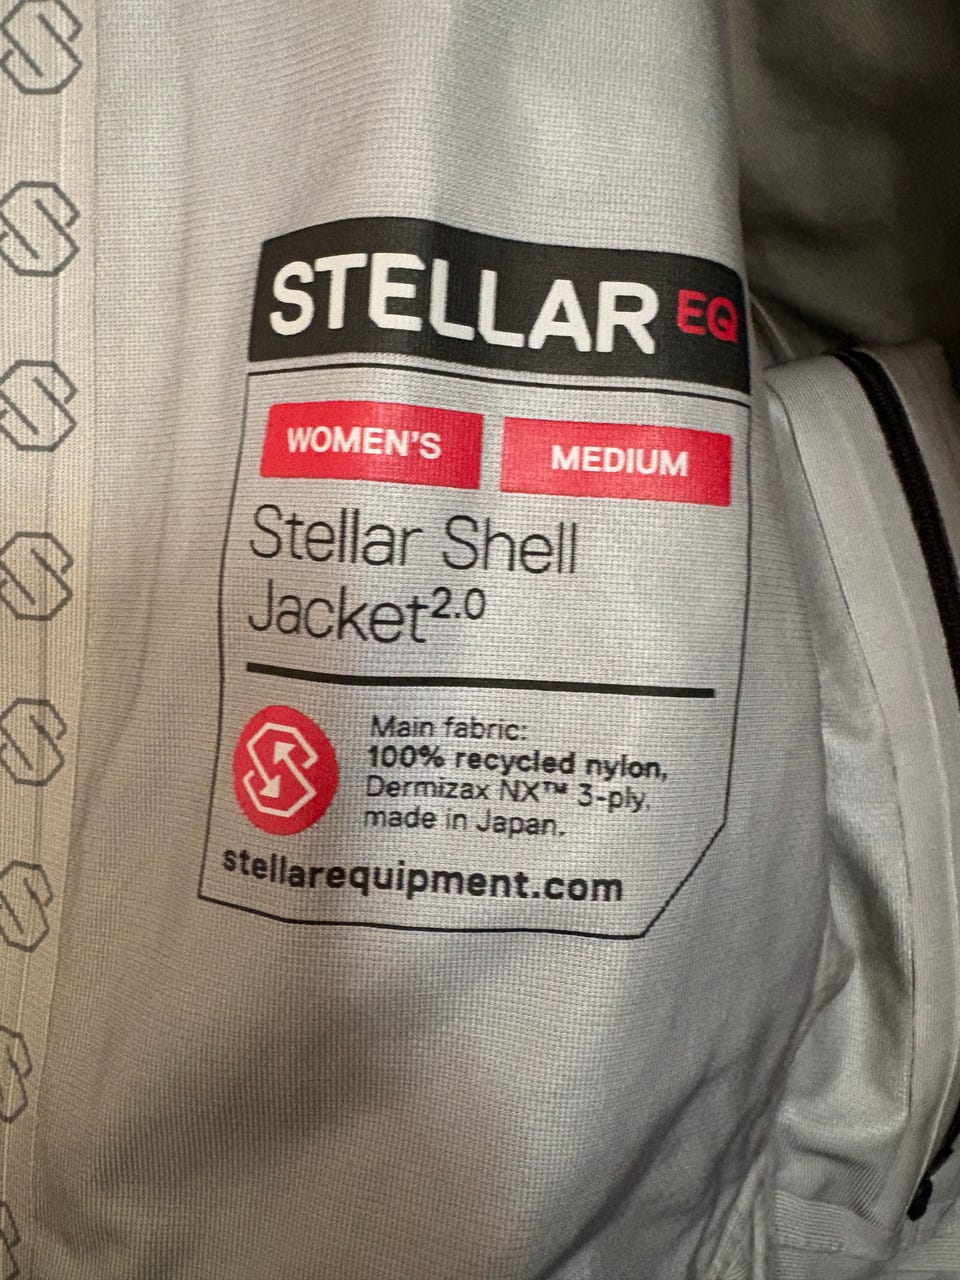 STELLAR EQ
WOMEN'S MEDIUM
Stellar Shell
Jacket²·⁰
Main fabric:
100% recycled nylon,
Dermizax NX™ 3-ply,
made in Japan.
stellarequipment.com